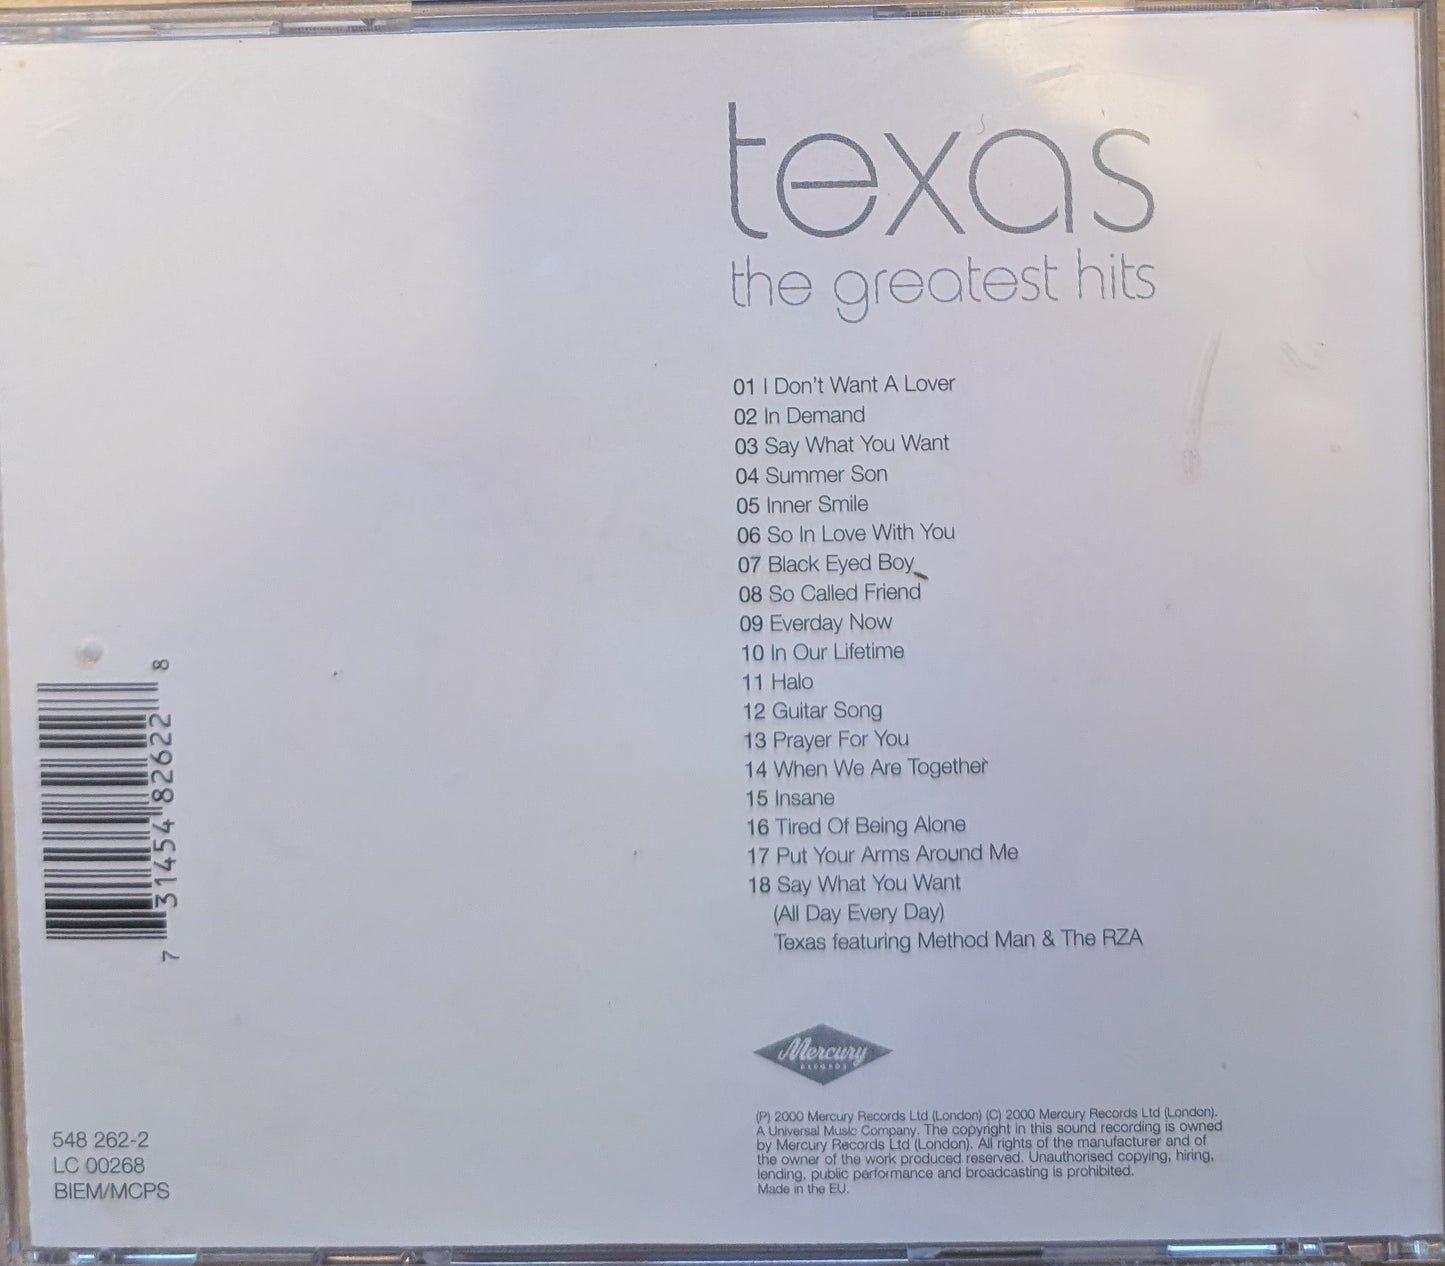 texas
the greatest hits
01 I Don't Want A Lover
02 In Demand
03 Say What You Want
04 Summer Son
05 Inner Smile
06 So In Love With You
07 Black Eyed Boy
08 So Called Friend
09 Everday Now
10 In Our Lifetime
11 Halo
12 Guitar Song
13 Prayer For You
14 When We Are Together
15 Insane
16 Tired Of Being Alone
17 Put Your Arms Around Me
18 Say What You Want
(All Day Every Day)
Texas featuring Method Man & The RZA
Mercury
RECORDS
(P) 2000 Mercury Records Ltd (London) (C) 2000 Mercury Records Ltd (London).
A Universal Music Company. The copyright in this sound recording is owned
by Mercury Records Ltd (London). All rights of the manufacturer and of
the owner of the work produced reserved. Unauthorised copying, hiring,
lending, public performance and broadcasting is prohibited.
Made in the EU.
7 31454 82622 8
548 262-2
LC 00268
BIEM/MCPS